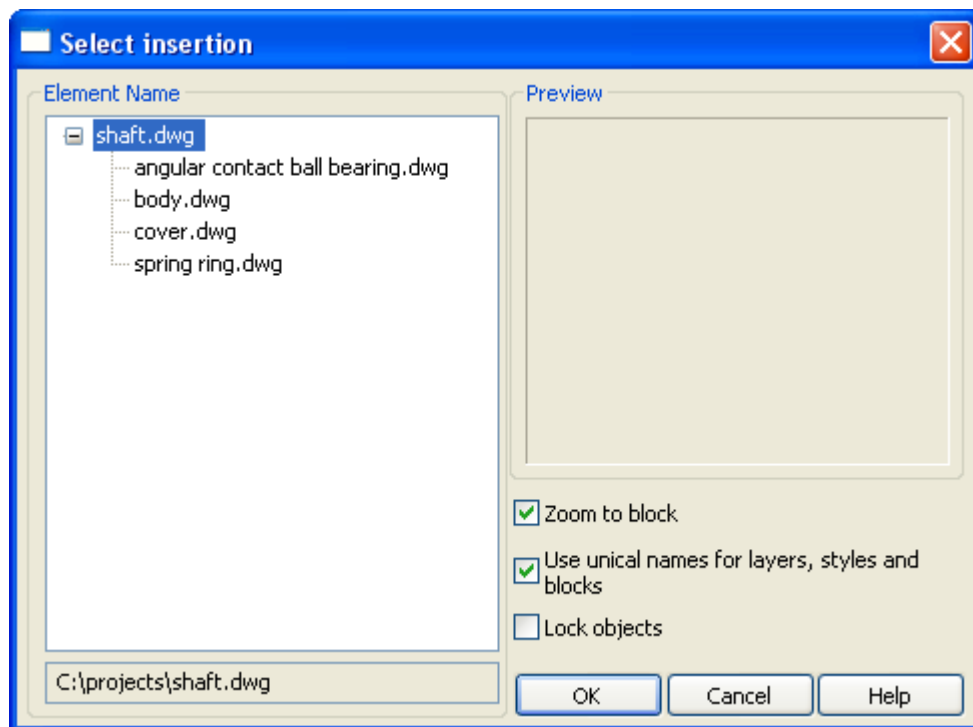 Select insertion
Element Name
shaft.dwg
angular contact ball bearing.dwg
body.dwg
cover.dwg
spring ring.dwg
C:\projects\shaft.dwg
Preview
Zoom to block
Use unical names for layers, styles and
blocks
Lock objects
OK
Cancel
Help